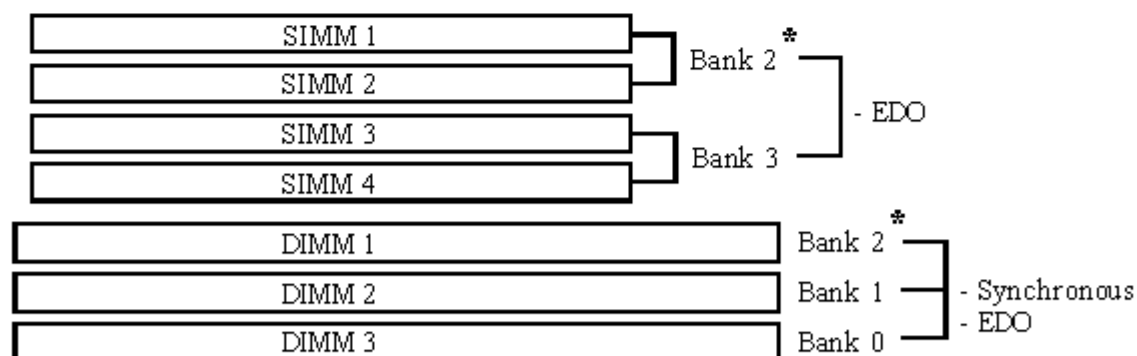 SIMM 1
SIMM 2
SIMM 3
SIMM 4
Bank 2 *
Bank 3
- EDO
DIMM 1
DIMM 2
DIMM 3
Bank 2 *
Bank 1
Bank 0
- Synchronous
- EDO